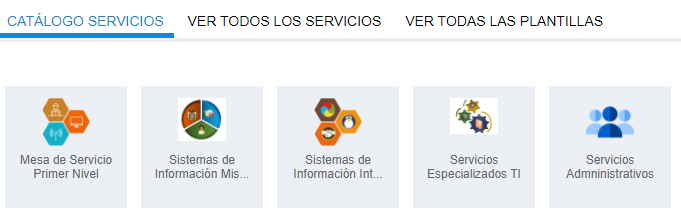 CATÁLOGO SERVICIOS VER TODOS LOS SERVICIOS VER TODAS LAS PLANTILLAS
Mesa de Servicio
Primer Nivel
Sistemas de
Información Mis...
Sistemas de
Información Int...
Servicios
Especializados TI
Servicios
Admninistrativos